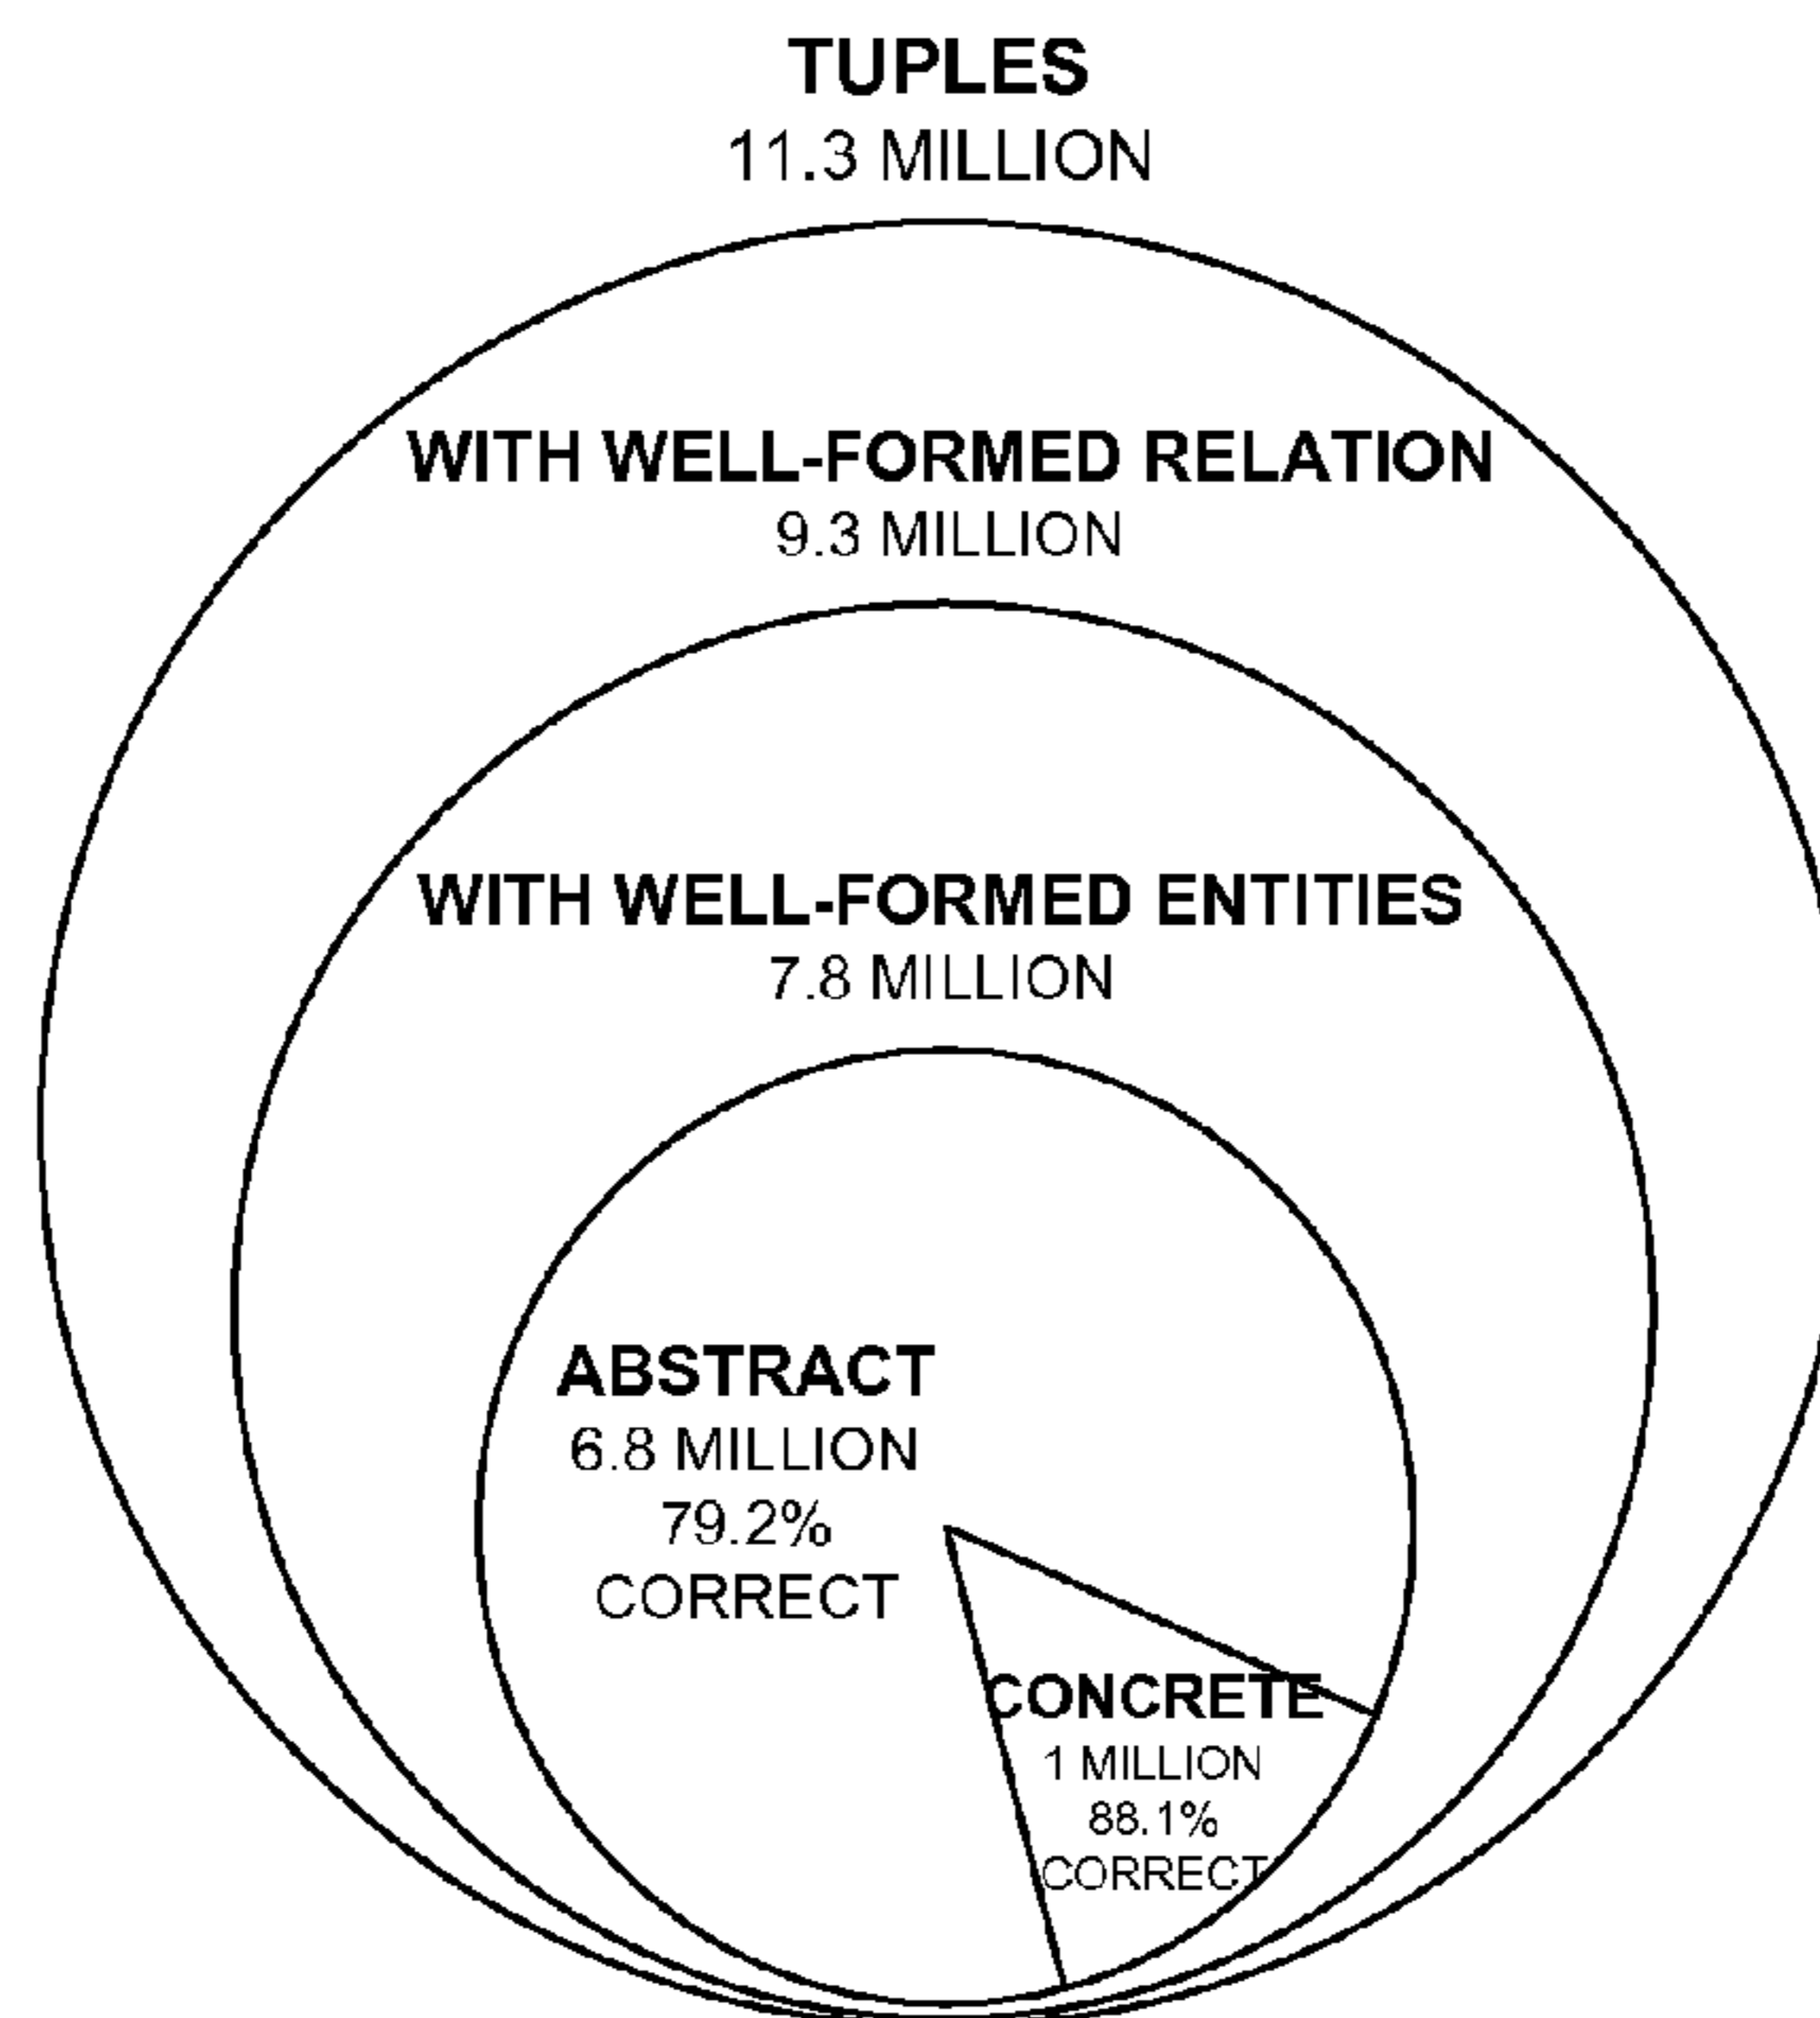 TUPLES
11.3 MILLION
WITH WELL-FORMED RELATION
9.3 MILLION
WITH WELL-FORMED ENTITIES
7.8 MILLION
ABSTRACT
6.8 MILLION
79.2%
CORRECT
CONCRETE
1 MILLION
88.1%
CORRECT